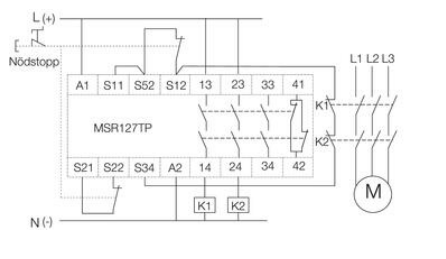 L (+)
Nödstopp
A1 S11 S52 S12 13 23 33 41
MSR127TP
S21 S22 S34 A2 14 24 34 42
K1 K2
N (-)
L1 L2 L3
K1
K2
M